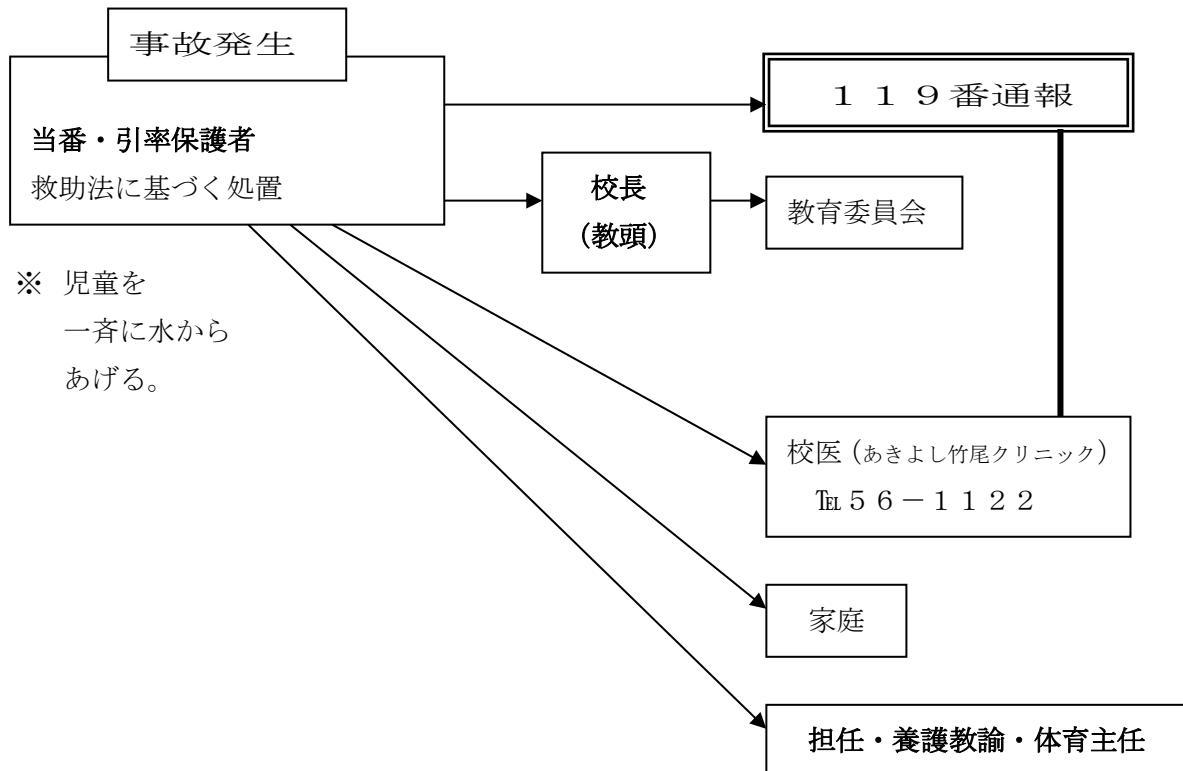 事故発生
当番・引率保護者
救助法に基づく処置
※ 児童を
一斉に水から
あげる。
１１９番通報
校長
（教頭）
教育委員会
校医（あきよし竹尾クリニック）
℡５６－１１２２
家庭
担任・養護教諭・体育主任